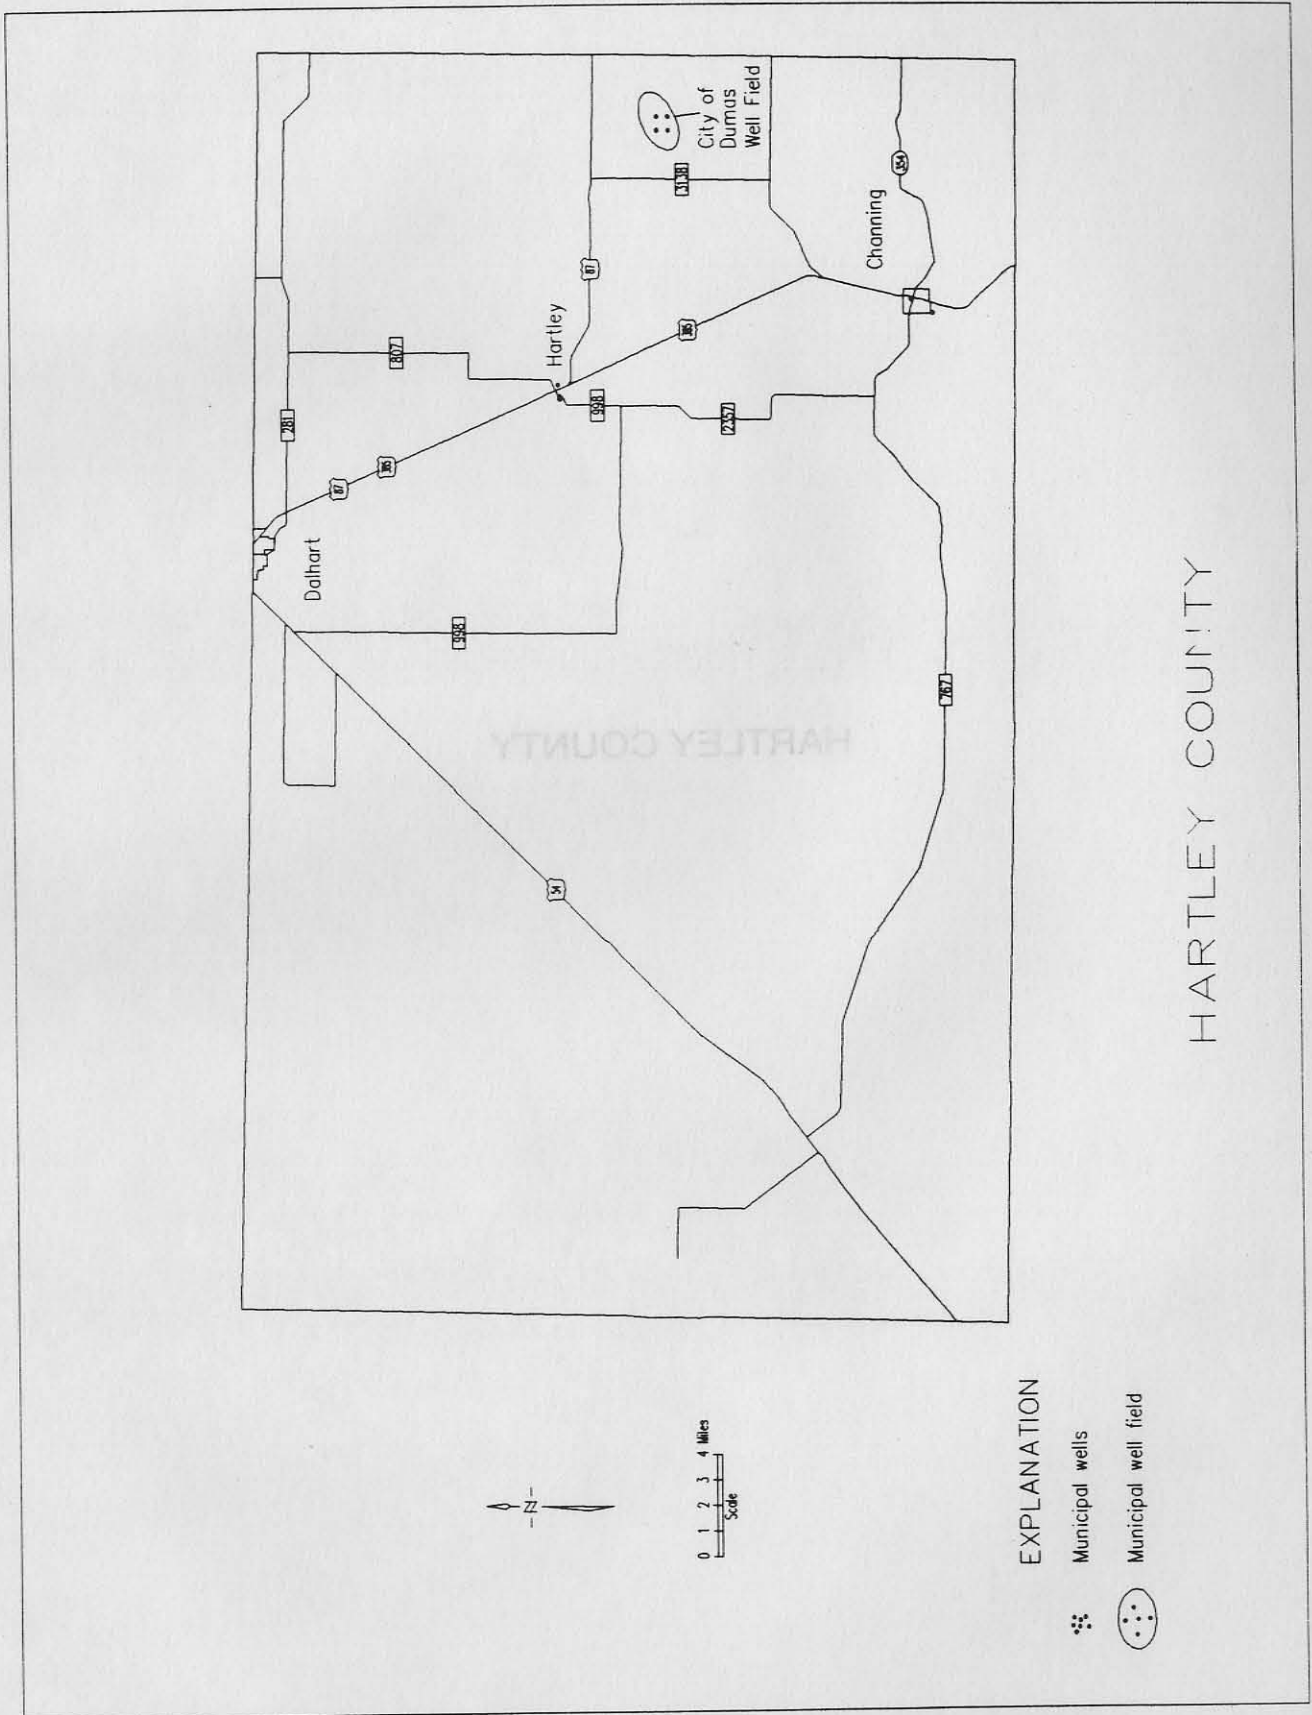 HARTLEY COUNTY
Dalhart
281
807
87
385
Hartley
87
998
998
385
3138
City of
Dumas
Well Field
2357
Channing
354
767
54
HARTLEY COUNTY
N
0 1 2 3 4 Miles
Scale
EXPLANATION
Municipal wells
Municipal well field